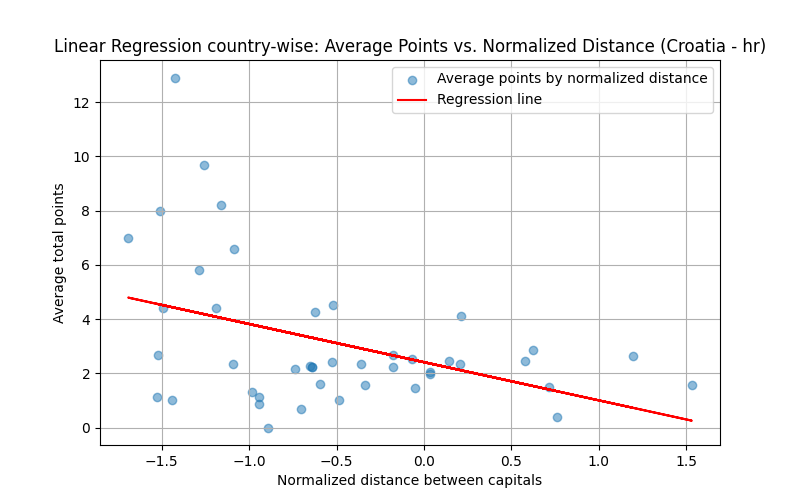 Linear Regression country-wise: Average Points vs. Normalized Distance (Croatia - hr)
Average points by normalized distance
Regression line
Average total points
12
10
8
6
4
2
0
−1.5 −1.0 −0.5 0.0 0.5 1.0 1.5
Normalized distance between capitals